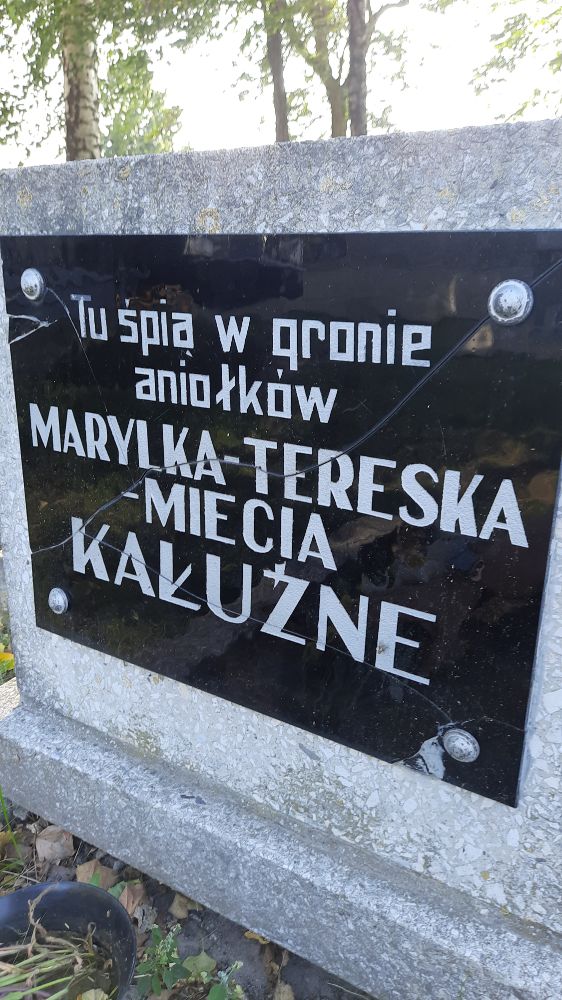 Tu śpią w gronie
aniołków
MARYLKA-TERESKA
-MIECIA
KAŁUŻNE